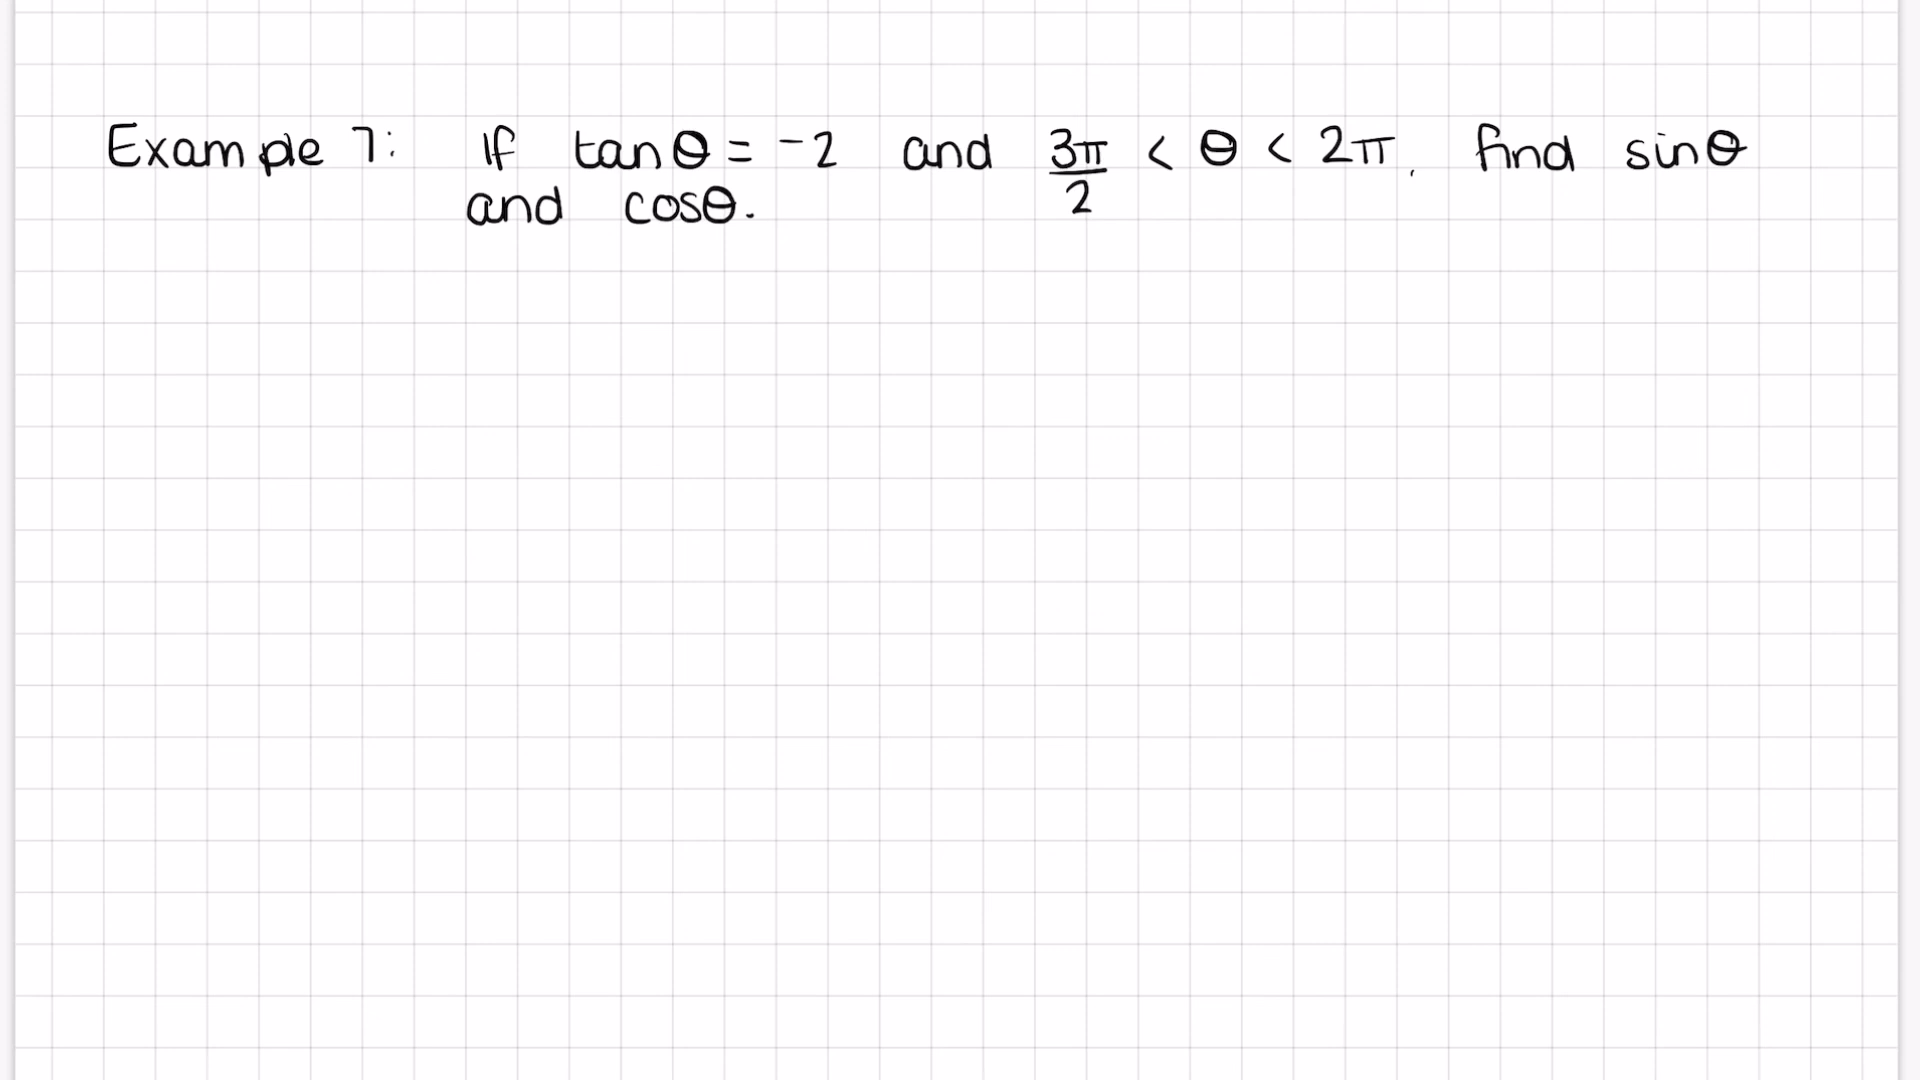 Example 7: If tanθ = -2 and 3π/2 < θ < 2π, find sinθ
and cosθ.